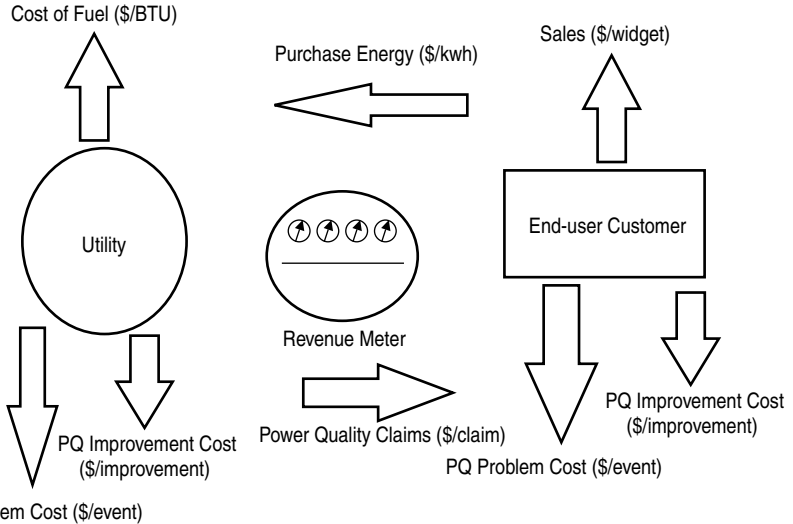 Cost of Fuel ($/BTU)
Purchase Energy ($/kwh)
Sales ($/widget)
Utility
End-user Customer
Revenue Meter
PQ Improvement Cost
($/improvement)
Power Quality Claims ($/claim)
PQ Improvement Cost
($/improvement)
PQ Problem Cost ($/event)
em Cost ($/event)